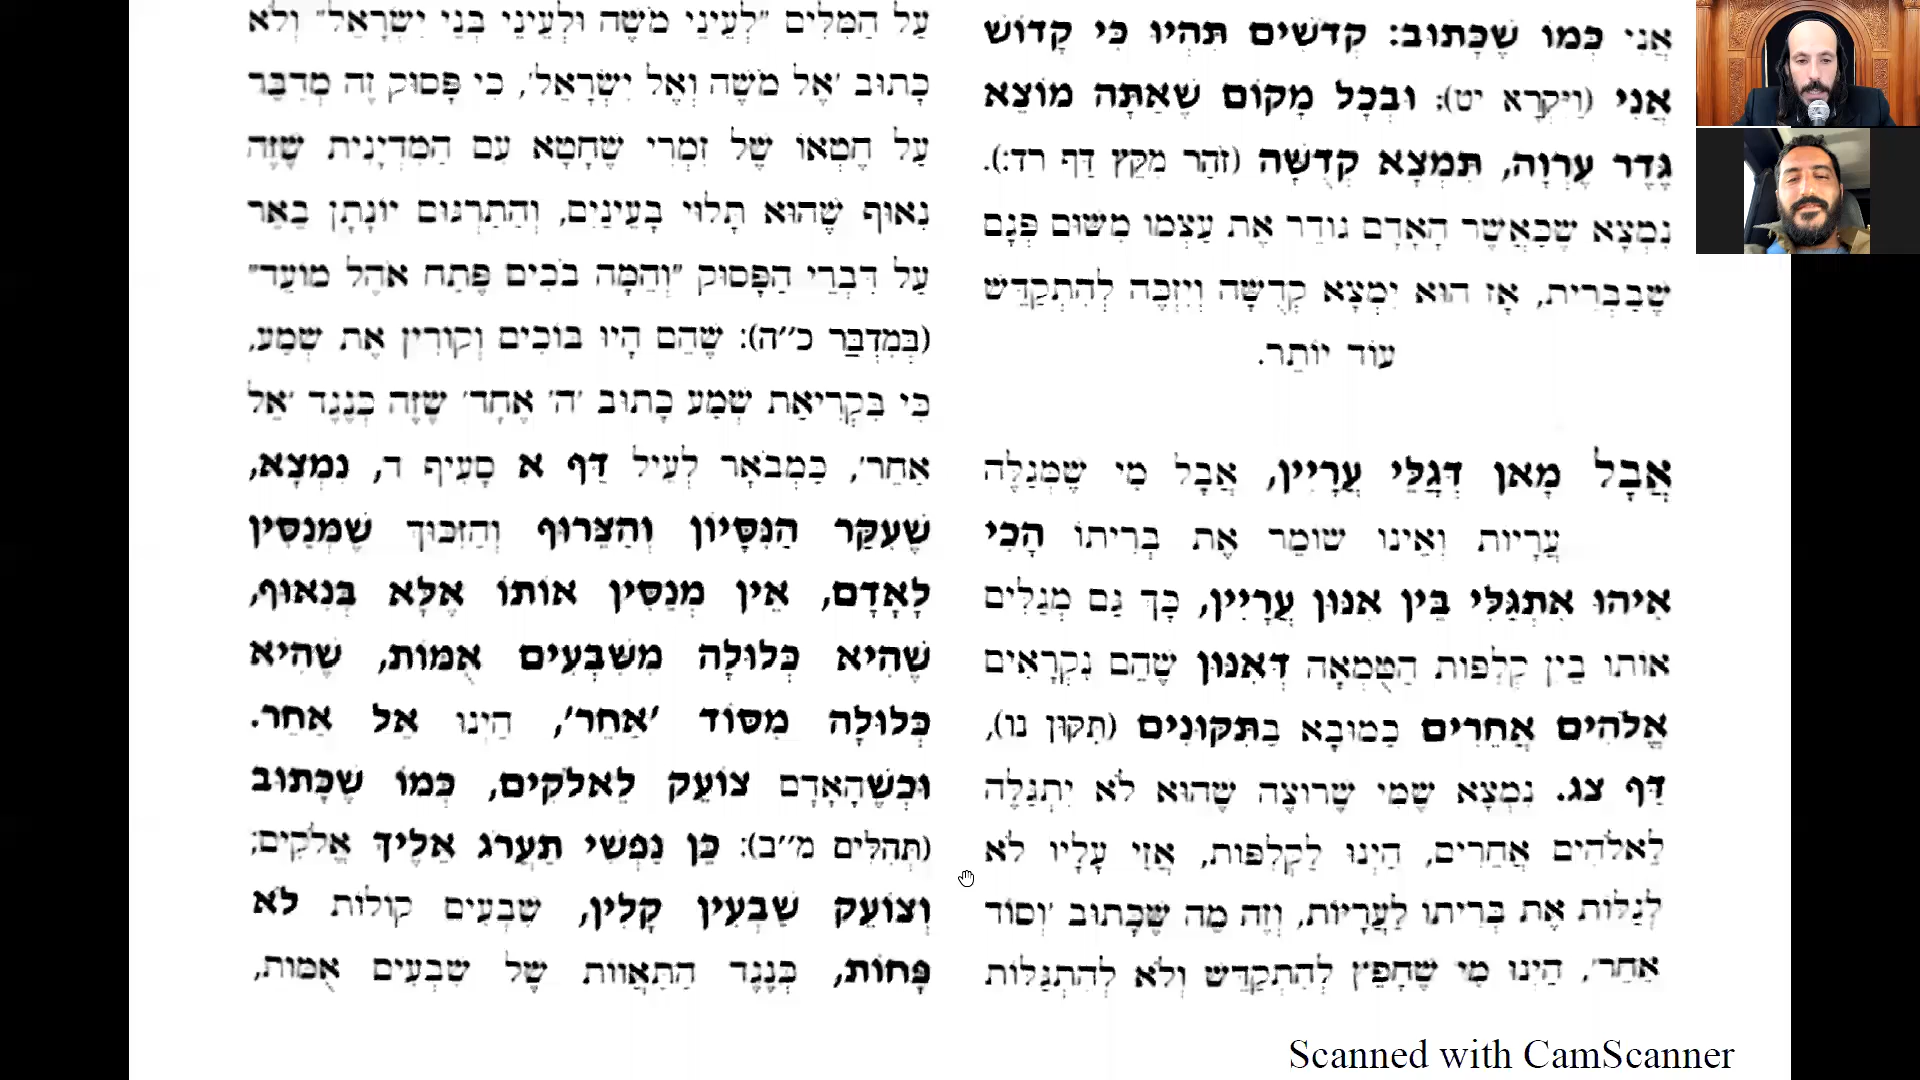 אֲנִי כְּמוֹ שֶׁכָּתוּב: קְדֹשִׁים תִּהְיוּ כִּי קָדוֹשׁ
אֲנִי (וַיִּקְרָא יט); וּבְכָל מָקוֹם שֶׁאַתָּה מוֹצֵא
גֶּדֶר עֶרְוָה, תִּמְצָא קְדֻשָּׁה (זֹהַר מִקֵּץ דַּף רד:).
נִמְצָא שֶׁכַּאֲשֶׁר הָאָדָם גּוֹדֵר אֶת עַצְמוֹ מִשּׁוּם פְּגָם
שֶׁבַּבְּרִית, אָז הוּא יִמְצָא קְדֻשָּׁה וְיִזְכֶּה לְהִתְקַדֵּשׁ
עוֹד יוֹתֵר.
אֲבָל מָאן דְּגַלֵּי עֲרָיִין, אֲבָל מִי שֶׁמְּגַלֶּה
עֲרָיוֹת וְאֵינוֹ שׁוֹמֵר אֶת בְּרִיתוֹ הָכִי
אִיהוּ אִתְגַּלִּי בֵּין אִנּוּן עֲרָיִין, כָּךְ גַּם מְגַלִּים
אוֹתוֹ בֵּין קְלִפּוֹת הַטֻּמְאָה דְּאִנּוּן שֶׁהֵם נִקְרָאִים
אֱלֹהִים אֲחֵרִים כַּמּוּבָא בַּתִּקּוּנִים (תִּקּוּן נו),
דַּף צג. נִמְצָא שֶׁמִּי שֶׁרוֹצֶה שֶׁהוּא לֹא יִתְגַּלֶּה
לֵאלֹהִים אֲחֵרִים, הַיְנוּ לַקְּלִפּוֹת, אֲזַי עָלָיו לֹא
לְגַלּוֹת אֶת בְּרִיתוֹ לַעֲרָיוֹת, וְזֶה מַה שֶּׁכָּתוּב 'וְסוֹד
אַחֵר', הַיְנוּ מִי שֶׁחָפֵץ לְהִתְקַדֵּשׁ וְלֹא לְהִתְגַּלּוֹת
עַל הַמִּלִּים "לְעֵינֵי מֹשֶׁה וּלְעֵינֵי בְּנֵי יִשְׂרָאֵל" וְלֹא
כָּתוּב 'אֶל מֹשֶׁה וְאֶל יִשְׂרָאֵל', כִּי פָּסוּק זֶה מְדַבֵּר
עַל חֶטְאוֹ שֶׁל זִמְרִי שֶׁחָטָא עִם הַמִּדְיָנִית שֶׁזֶּה
נִאוּף שֶׁהוּא תָּלוּי בָּעֵינַיִם, וְהַתַּרְגּוּם יוֹנָתָן בֵּאֵר
עַל דִּבְרֵי הַפָּסוּק "וְהֵמָּה בֹכִים פֶּתַח אֹהֶל מוֹעֵד"
(בְּמִדְבַּר כ''ה): שֶׁהֵם הָיוּ בּוֹכִים וְקוֹרִין אֶת שְׁמַע,
כִּי בִּקְרִיאַת שְׁמַע כָּתוּב 'ה' אֶחָד' שֶׁזֶּה כְּנֶגֶד 'אֵל
אַחֵר', כַּמְבֹאָר לְעֵיל דַּף א סָעִיף ד, נִמְצָא,
שֶׁעִקַּר הַנִּסָּיוֹן וְהַצֵּרוּף וְהַזִּכּוּךְ שֶׁמְּנַסִּין
לָאָדָם, אֵין מְנַסִּין אוֹתוֹ אֶלָּא בְּנִאוּף,
שֶׁהִיא כְּלוּלָה מִשִּׁבְעִים אֻמּוֹת, שֶׁהִיא
כְּלוּלָה מִסּוֹד 'אַחֵר', הַיְנוּ אֵל אַחֵר.
וּכְשֶׁהָאָדָם צוֹעֵק לֵאלֹקִים, כְּמוֹ שֶׁכָּתוּב
(תְּהִלִּים מ''ב): כֵּן נַפְשִׁי תַעֲרֹג אֵלֶיךָ אֱלֹקִים;
וְצוֹעֵק שַׁבְעִין קָלִין, שִׁבְעִים קוֹלוֹת לֹא
פָּחוֹת, כְּנֶגֶד הַתַּאֲווֹת שֶׁל שִׁבְעִים אֻמּוֹת,
Scanned with CamScanner